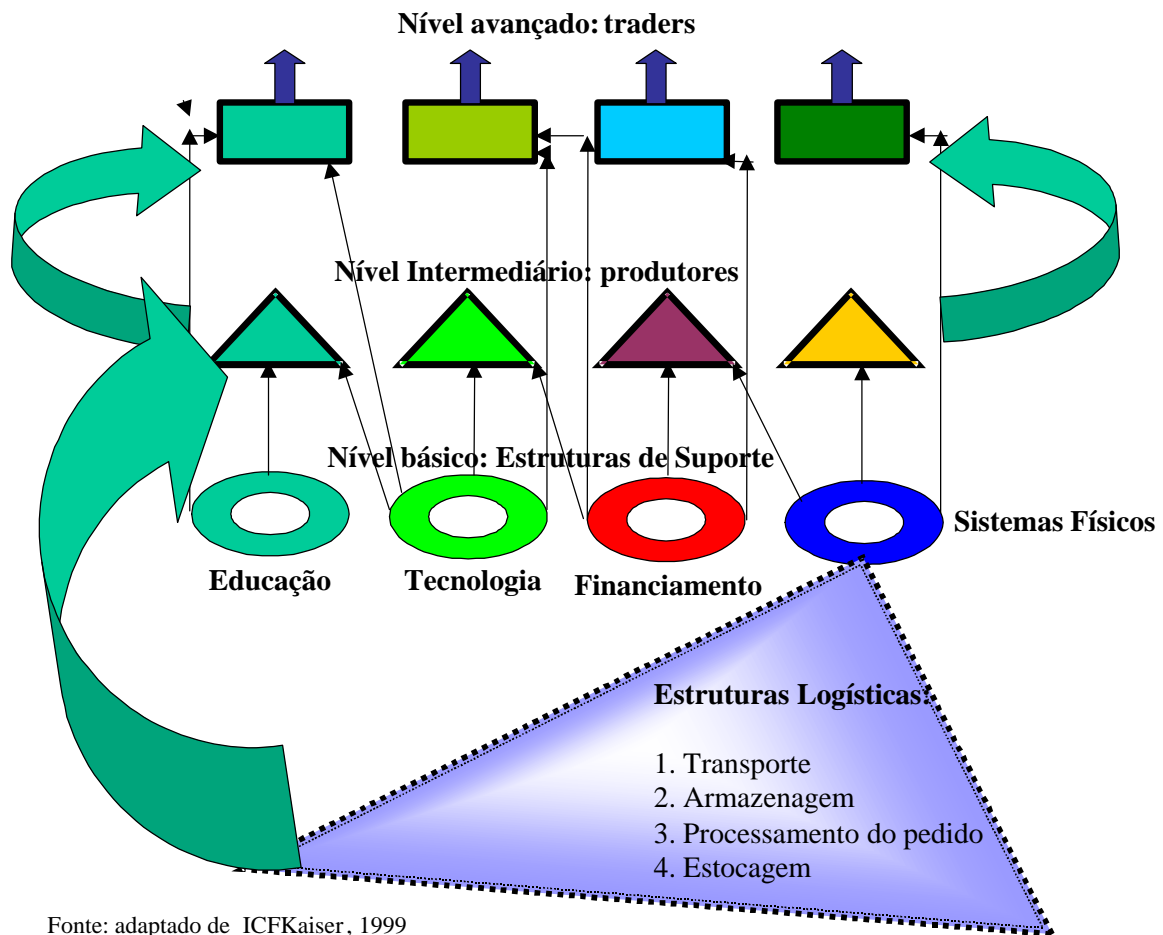 Nível avançado: traders
Nível Intermediário: produtores
Nível básico: Estruturas de Suporte
Sistemas Físicos
Educação
Tecnologia
Financiamento
Estruturas Logísticas:
1. Transporte
2. Armazenagem
3. Processamento do pedido
4. Estocagem
Fonte: adaptado de ICFKaiser, 1999